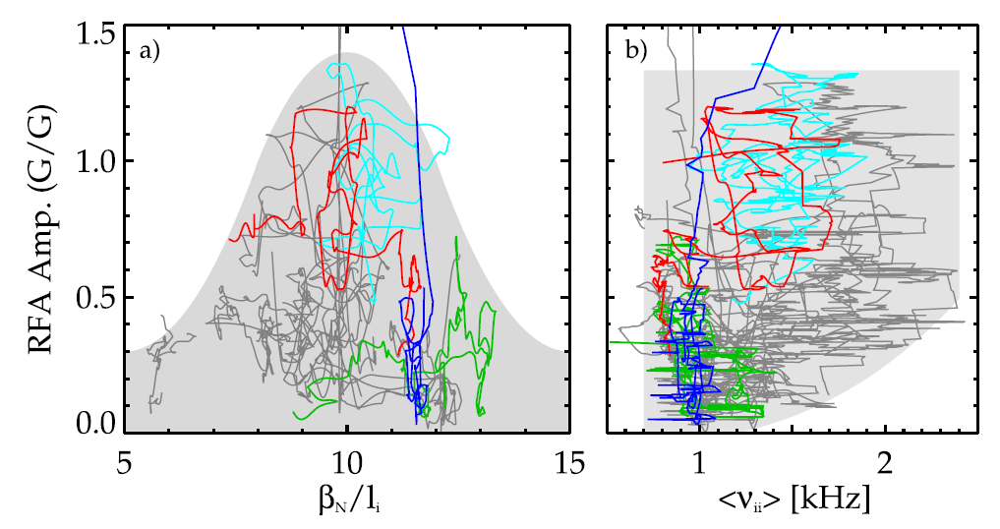 1.5
a)
b)
1.0
0.5
0.0
RFA Amp. (G/G)
5
10
15
1
2
β_N/l_i
<ν_ii> [kHz]